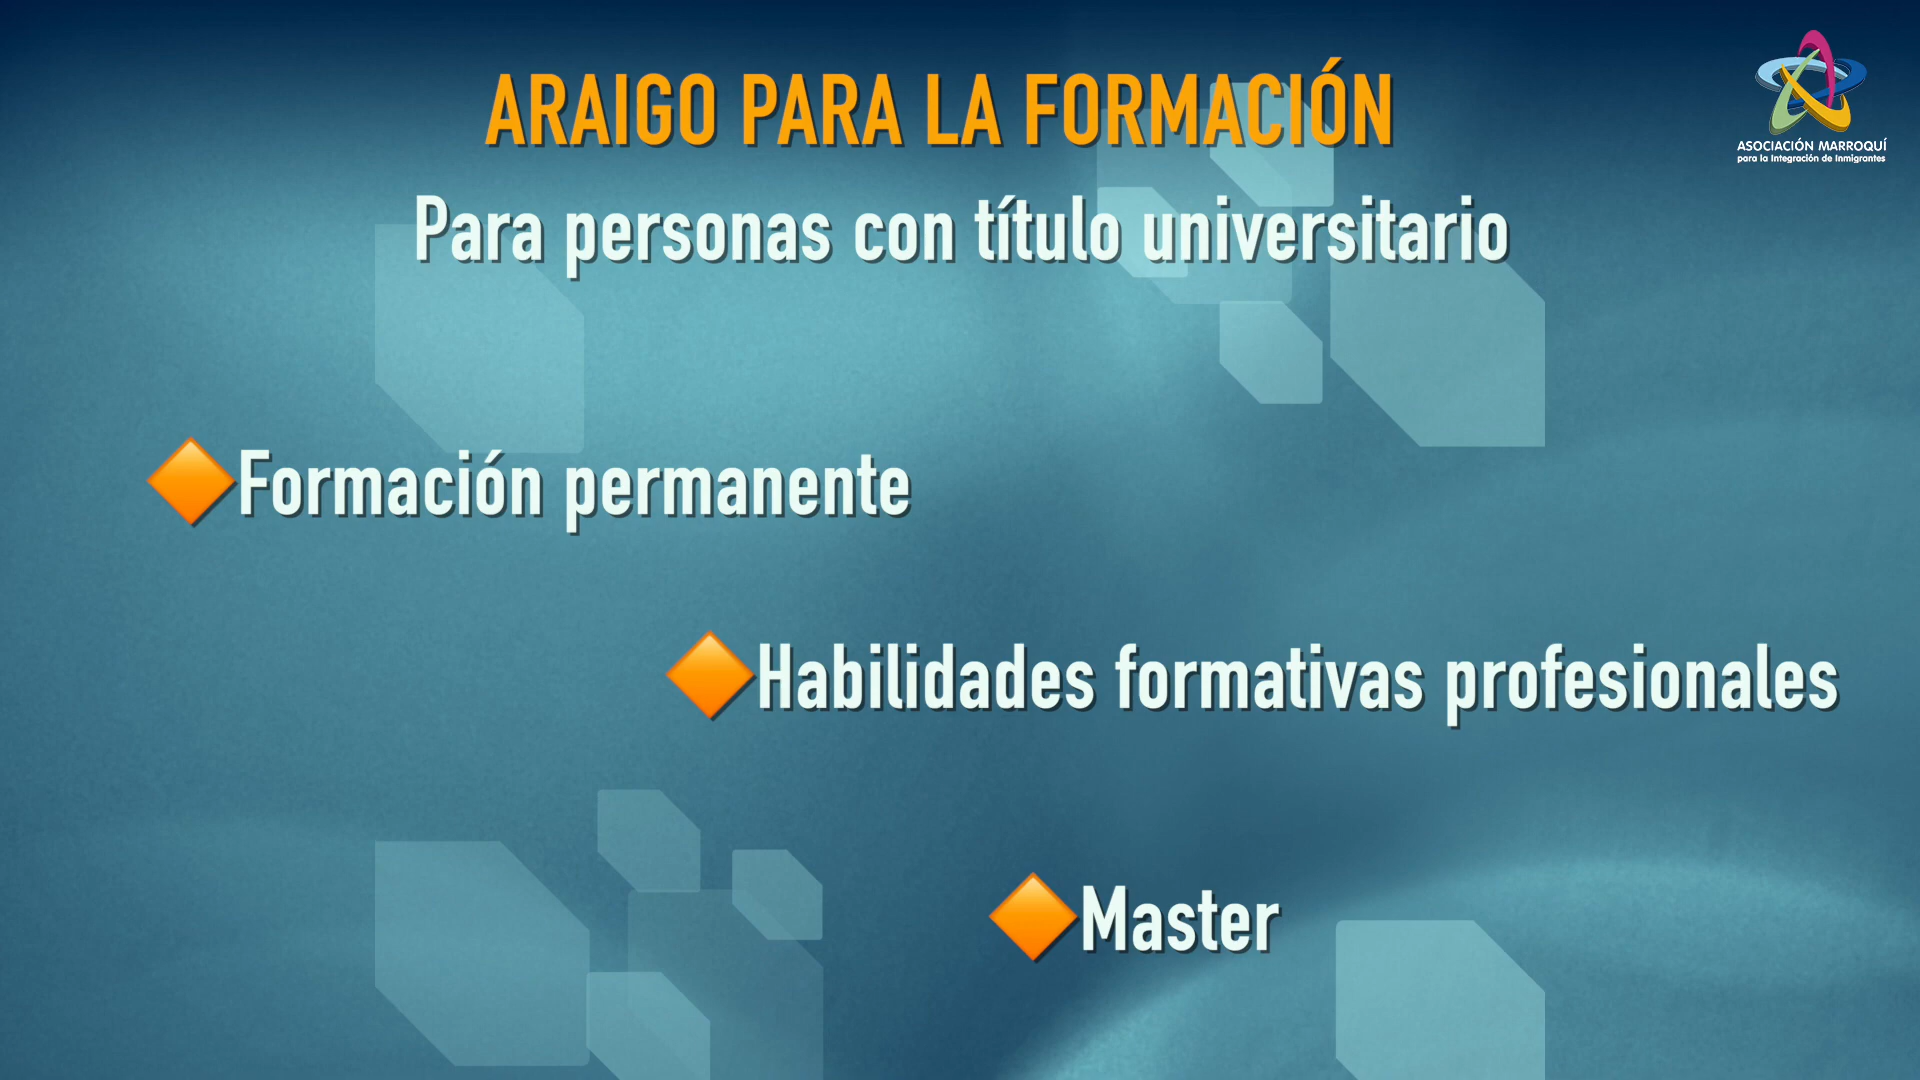 ARAIGO PARA LA FORMACIÓN
ASOCIACIÓN MARROQUÍ
para la Integración de Inmigrantes
Para personas con título universitario
Formación permanente
Habilidades formativas profesionales
Master